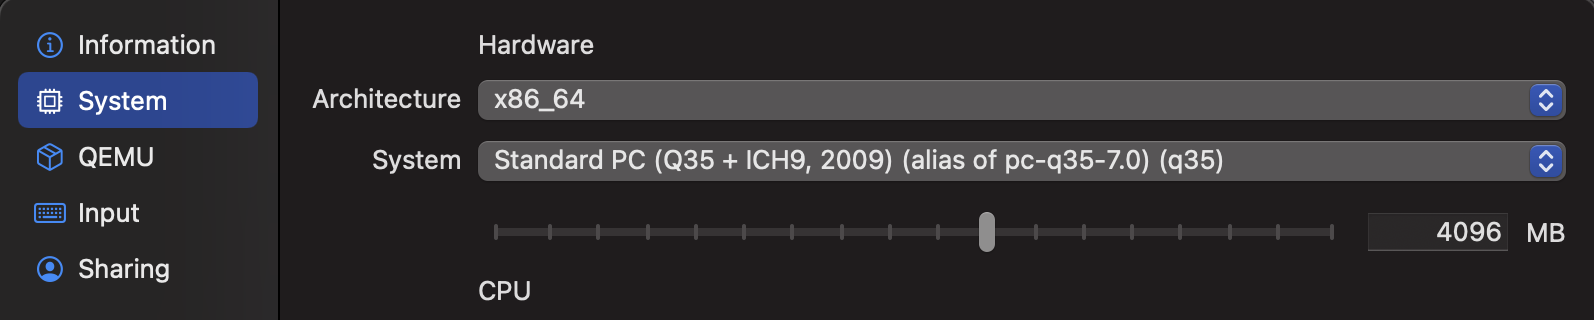 Information
System
QEMU
Input
Sharing
Hardware
Architecture x86_64
System Standard PC (Q35 + ICH9, 2009) (alias of pc-q35-7.0) (q35)
4096 MB
CPU